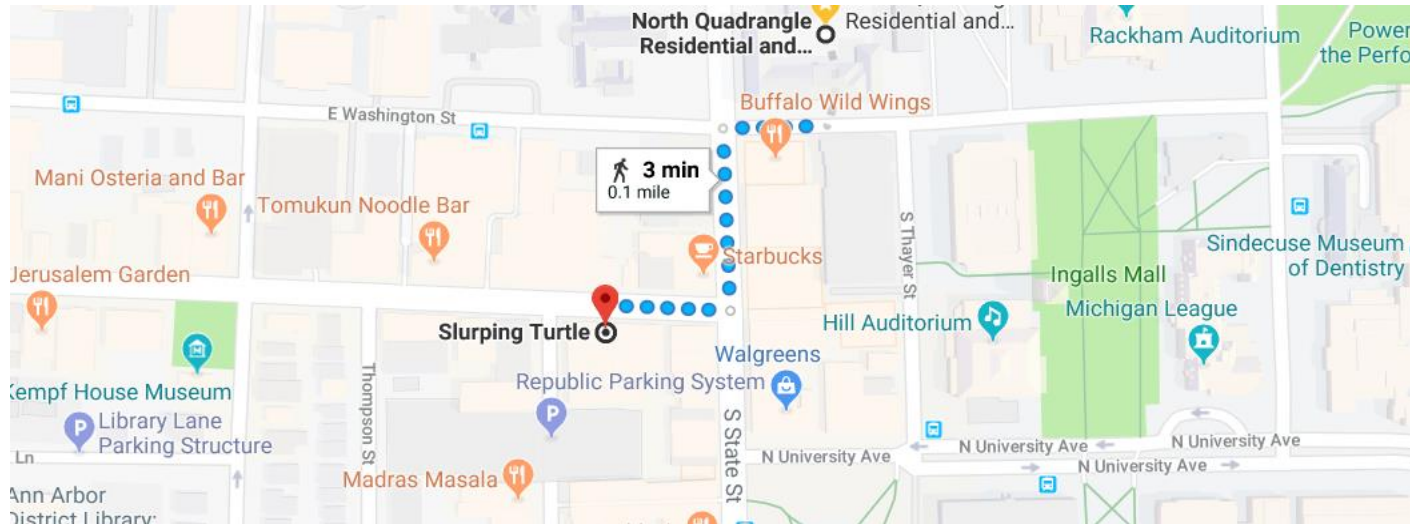 North Quadrangle
Residential and...
Residential and...
Rackham Auditorium
Power
the Perfo
Buffalo Wild Wings
E Washington St
3 min
0.1 mile
Mani Osteria and Bar
Tomukun Noodle Bar
Starbucks
S Thayer St
Sindecuse Museum
of Dentistry
Jerusalem Garden
Ingalls Mall
Michigan League
Hill Auditorium
Slurping Turtle
Walgreens
Republic Parking System
Kempf House Museum
Thompson St
Library Lane
Parking Structure
P
P
S State St
N University Ave
N University Ave
N University Ave
Ln
Madras Masala
Ann Arbor
District Library: